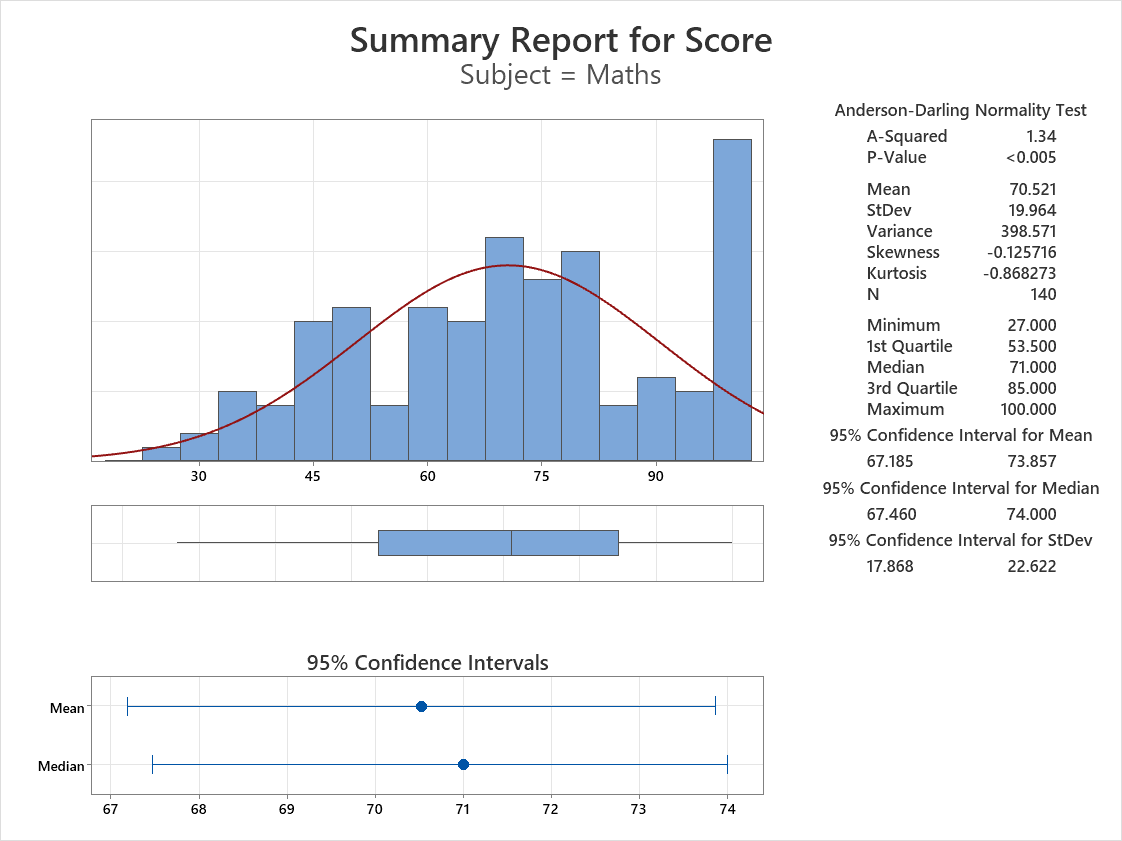 Summary Report for Score
Subject = Maths
30 45 60 75 90
Anderson-Darling Normality Test
A-Squared 1.34
P-Value <0.005
Mean 70.521
StDev 19.964
Variance 398.571
Skewness -0.125716
Kurtosis -0.868273
N 140
Minimum 27.000
1st Quartile 53.500
Median 71.000
3rd Quartile 85.000
Maximum 100.000
95% Confidence Interval for Mean
67.185 73.857
95% Confidence Interval for Median
67.460 74.000
95% Confidence Interval for StDev
17.868 22.622
95% Confidence Intervals
Mean
Median
67 68 69 70 71 72 73 74